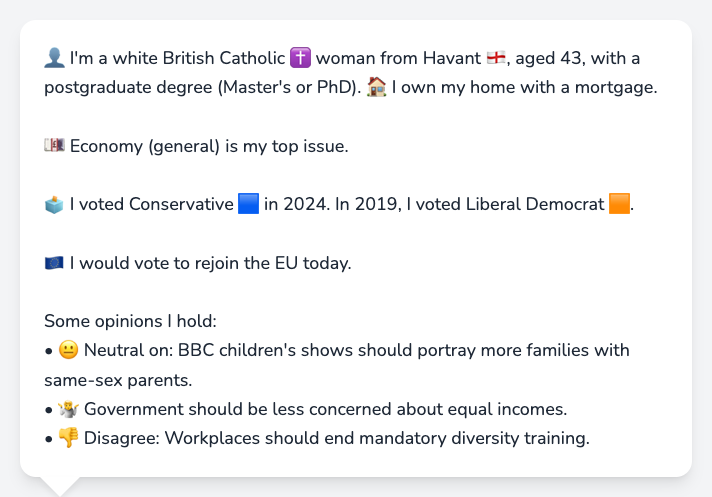 👤 I'm a white British Catholic ✝️ woman from Havant 🏴󠁧󠁢󠁥󠁮󠁧󠁿, aged 43, with a
postgraduate degree (Master's or PhD). 🏠 I own my home with a mortgage.
💷 Economy (general) is my top issue.
🗳️ I voted Conservative 🟦 in 2024. In 2019, I voted Liberal Democrat 🟧.
🇪🇺 I would vote to rejoin the EU today.
Some opinions I hold:
• 😐 Neutral on: BBC children's shows should portray more families with
same-sex parents.
• 🤷 Government should be less concerned about equal incomes.
• 👎 Disagree: Workplaces should end mandatory diversity training.